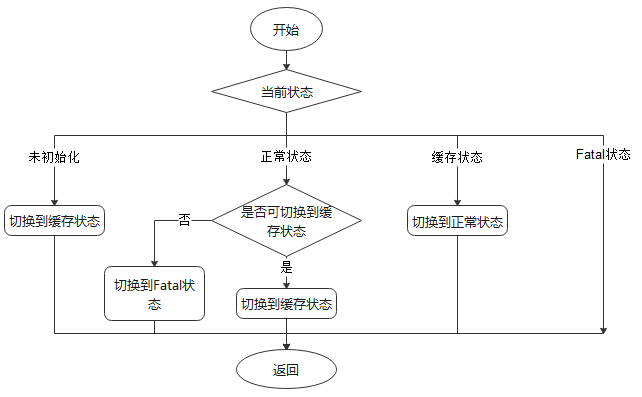 开始
当前状态
未初始化
正常状态
缓存状态
Fatal状态
切换到缓存状态
是否可切换到缓
存状态
切换到正常状态
否
是
切换到Fatal状
态
切换到缓存状态
返回